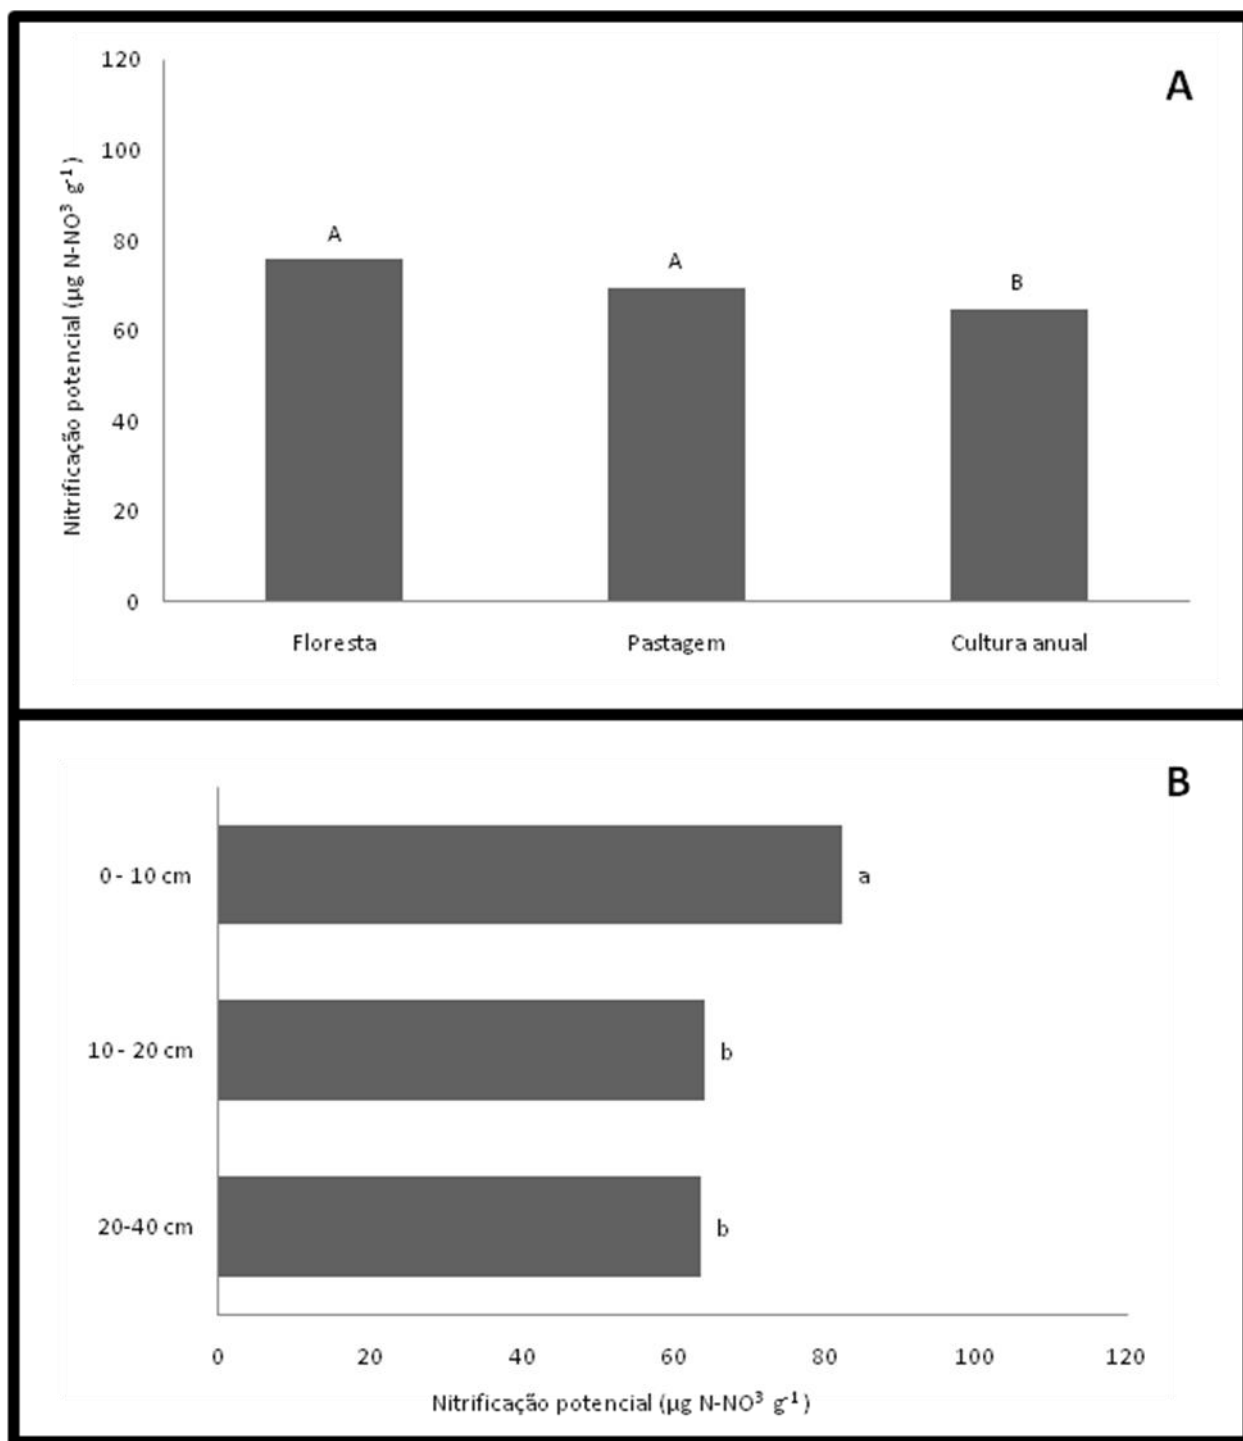 A
120
100
80
60
40
20
0
Nitrificação potencial (µg N-NO³ g⁻¹)
A
A
B
Floresta Pastagem Cultura anual
B
0 - 10 cm a
10 - 20 cm b
20-40 cm b
0 20 40 60 80 100 120
Nitrificação potencial (µg N-NO³ g⁻¹)